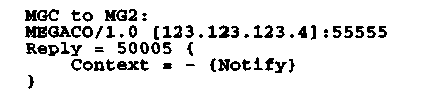 MGC to MG2:
MEGACO/1.0 [123.123.123.4]:55555
Reply = 50005 {
Context = - {Notify}
}